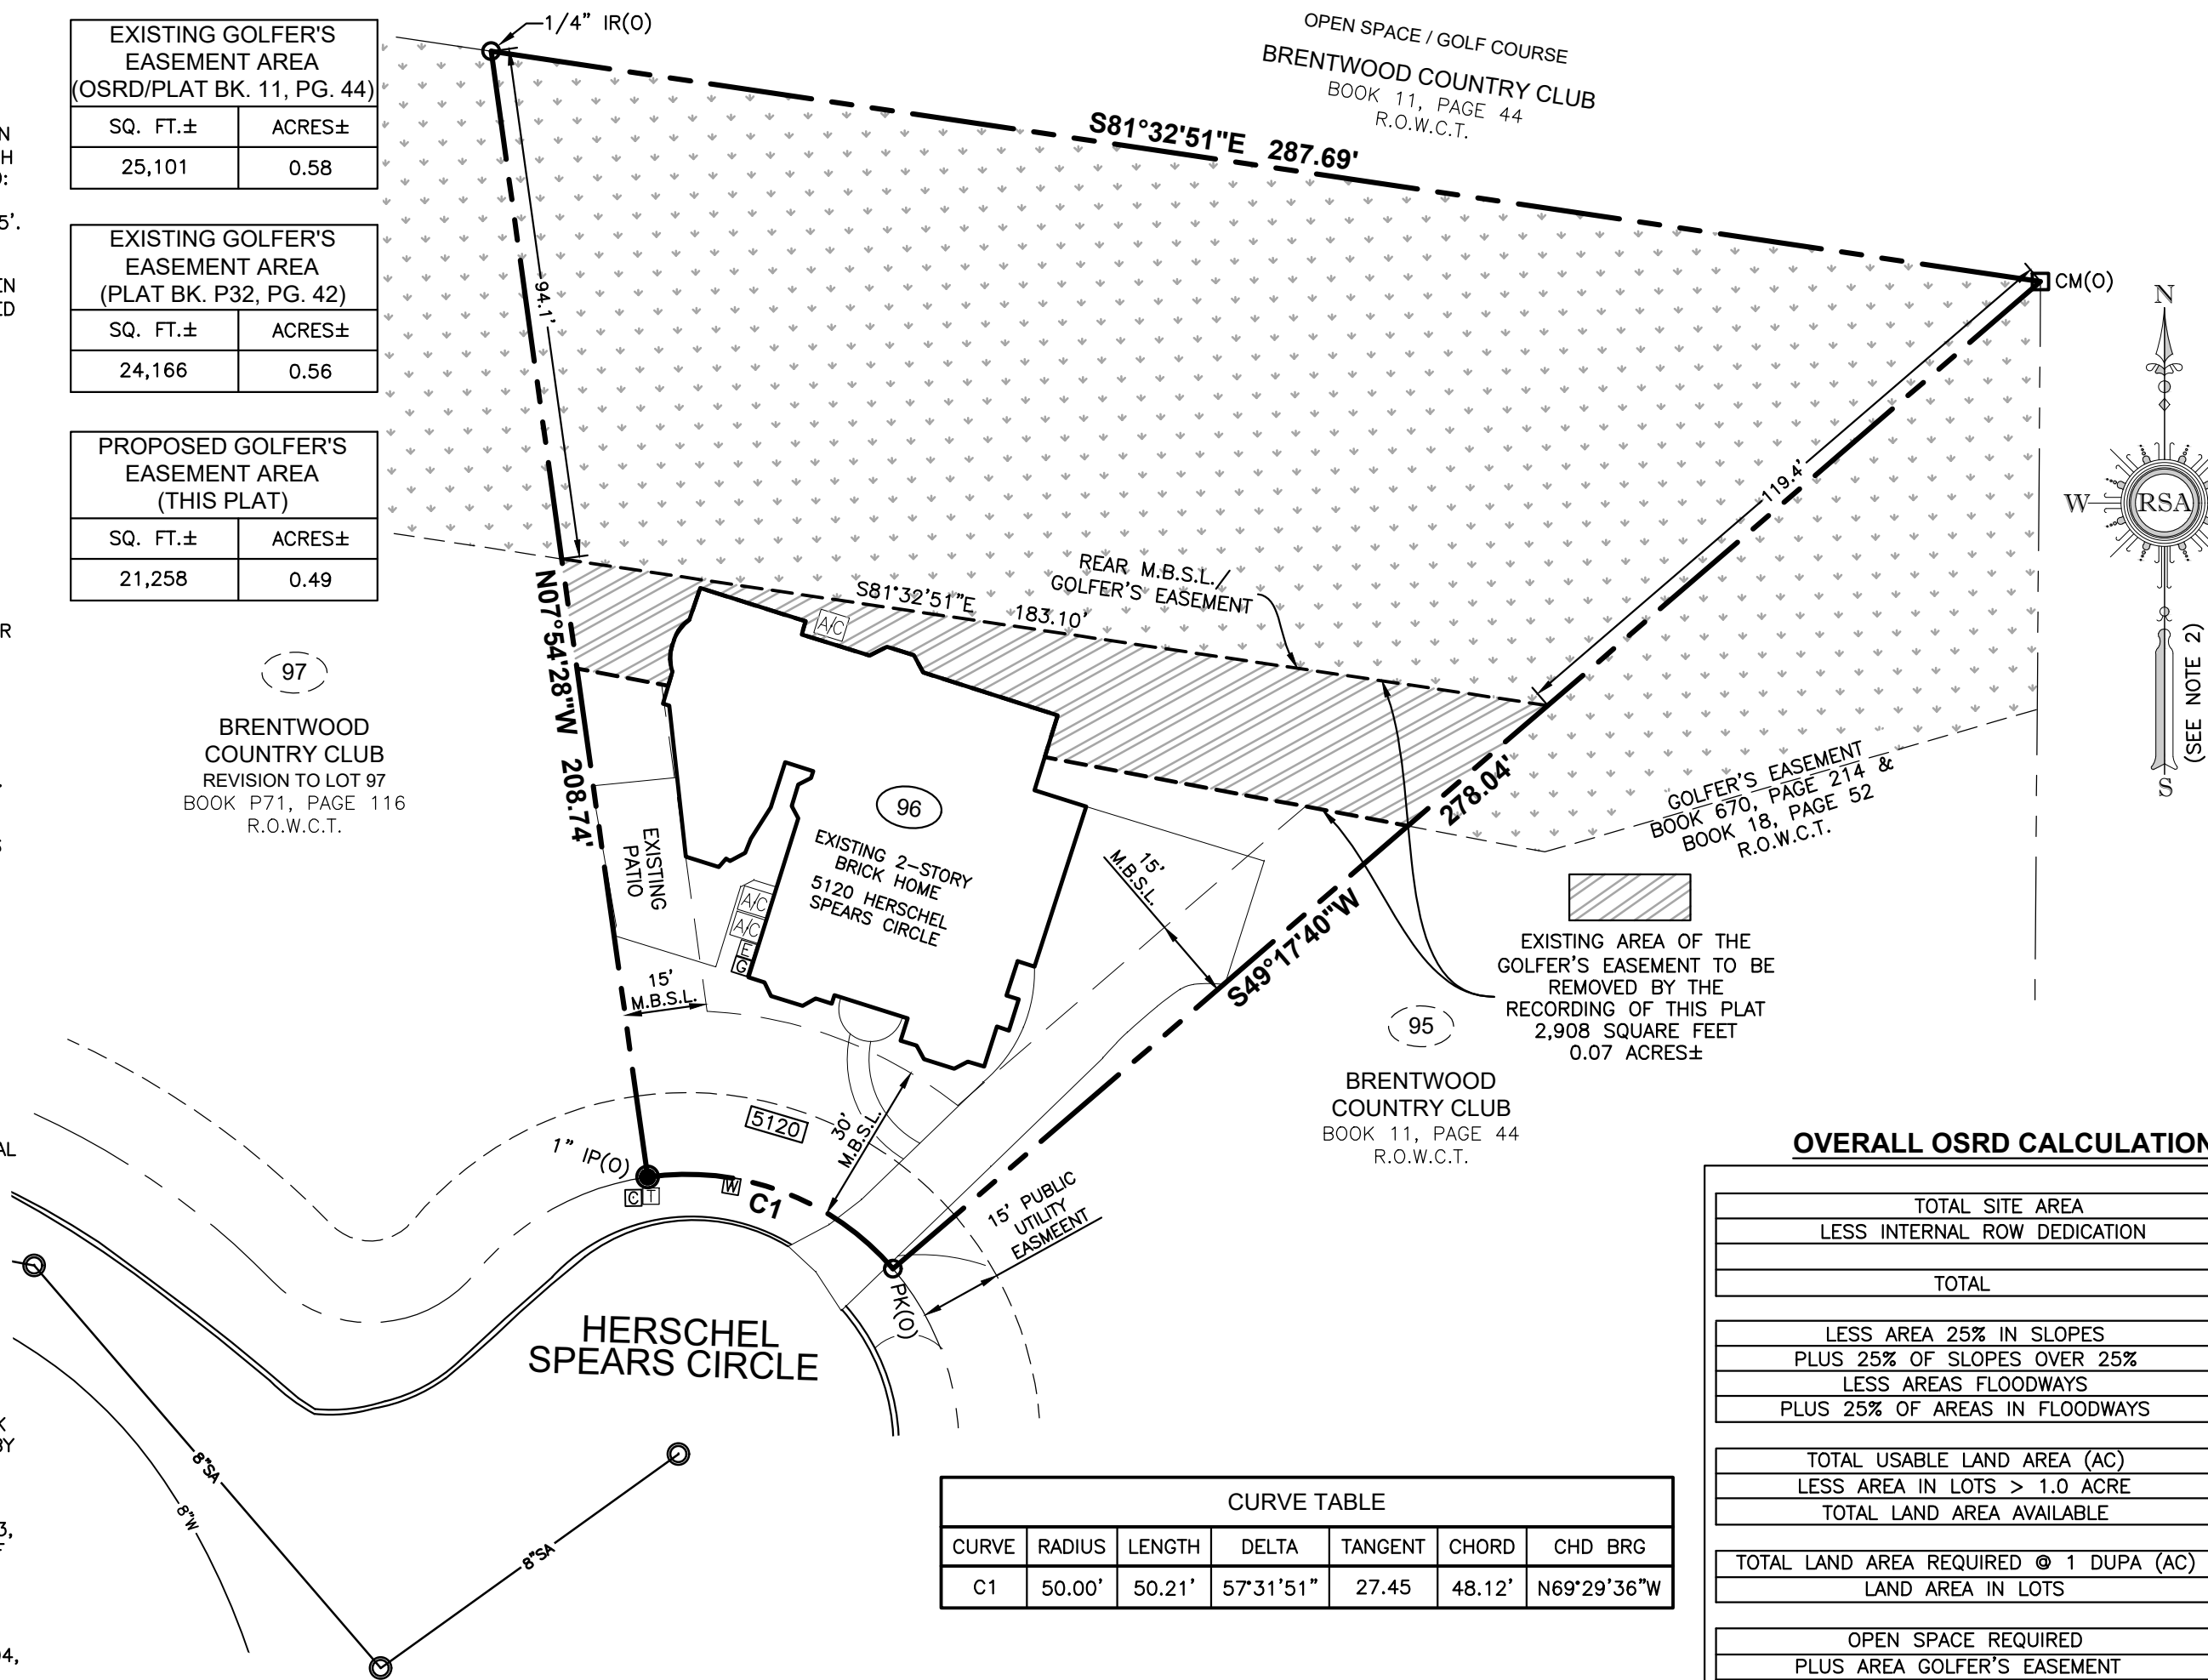 EXISTING GOLFER'S
EASEMENT AREA
(OSRD/PLAT BK. 11, PG. 44)
SQ. FT.± ACRES±
25,101 0.58
EXISTING GOLFER'S
EASEMENT AREA
(PLAT BK. P32, PG. 42)
SQ. FT.± ACRES±
24,166 0.56
PROPOSED GOLFER'S
EASEMENT AREA
(THIS PLAT)
SQ. FT.± ACRES±
21,258 0.49
1/4" IR(O)
OPEN SPACE / GOLF COURSE
BRENTWOOD COUNTRY CLUB
BOOK 11, PAGE 44
R.O.W.C.T.
S81°32'51"E 287.69'
CM(O)
94.1'
119.4'
N
W
RSA
S
(SEE NOTE 2)
REAR M.B.S.L./
GOLFER'S EASEMENT
S81°32'51"E
183.10'
A/C
N07°54'28"W 208.74'
97
BRENTWOOD
COUNTRY CLUB
REVISION TO LOT 97
BOOK P71, PAGE 116
R.O.W.C.T.
96
EXISTING 2-STORY
BRICK HOME
5120 HERSCHEL
SPEARS CIRCLE
EXISTING
PATIO
A/C
A/C
E
G
15'
M.B.S.L.
15'
M.B.S.L.
S49°17'40"W 278.04'
GOLFER'S EASEMENT
BOOK 670, PAGE 214 &
BOOK 18, PAGE 52
R.O.W.C.T.
EXISTING AREA OF THE
GOLFER'S EASEMENT TO BE
REMOVED BY THE
RECORDING OF THIS PLAT
2,908 SQUARE FEET
0.07 ACRES±
95
BRENTWOOD
COUNTRY CLUB
BOOK 11, PAGE 44
R.O.W.C.T.
5120
30'
M.B.S.L.
1" IP(O)
C T
W
C1
15' PUBLIC
UTILITY
EASMEENT
PK(O)
HERSCHEL
SPEARS CIRCLE
8"SA
8"W
8"SA
CURVE TABLE
CURVE RADIUS LENGTH DELTA TANGENT CHORD CHD BRG
C1 50.00' 50.21' 57°31'51" 27.45 48.12' N69°29'36"W
OVERALL OSRD CALCULATION
TOTAL SITE AREA
LESS INTERNAL ROW DEDICATION
TOTAL
LESS AREA 25% IN SLOPES
PLUS 25% OF SLOPES OVER 25%
LESS AREAS FLOODWAYS
PLUS 25% OF AREAS IN FLOODWAYS
TOTAL USABLE LAND AREA (AC)
LESS AREA IN LOTS > 1.0 ACRE
TOTAL LAND AREA AVAILABLE
TOTAL LAND AREA REQUIRED @ 1 DUPA (AC)
LAND AREA IN LOTS
OPEN SPACE REQUIRED
PLUS AREA GOLFER'S EASEMENT